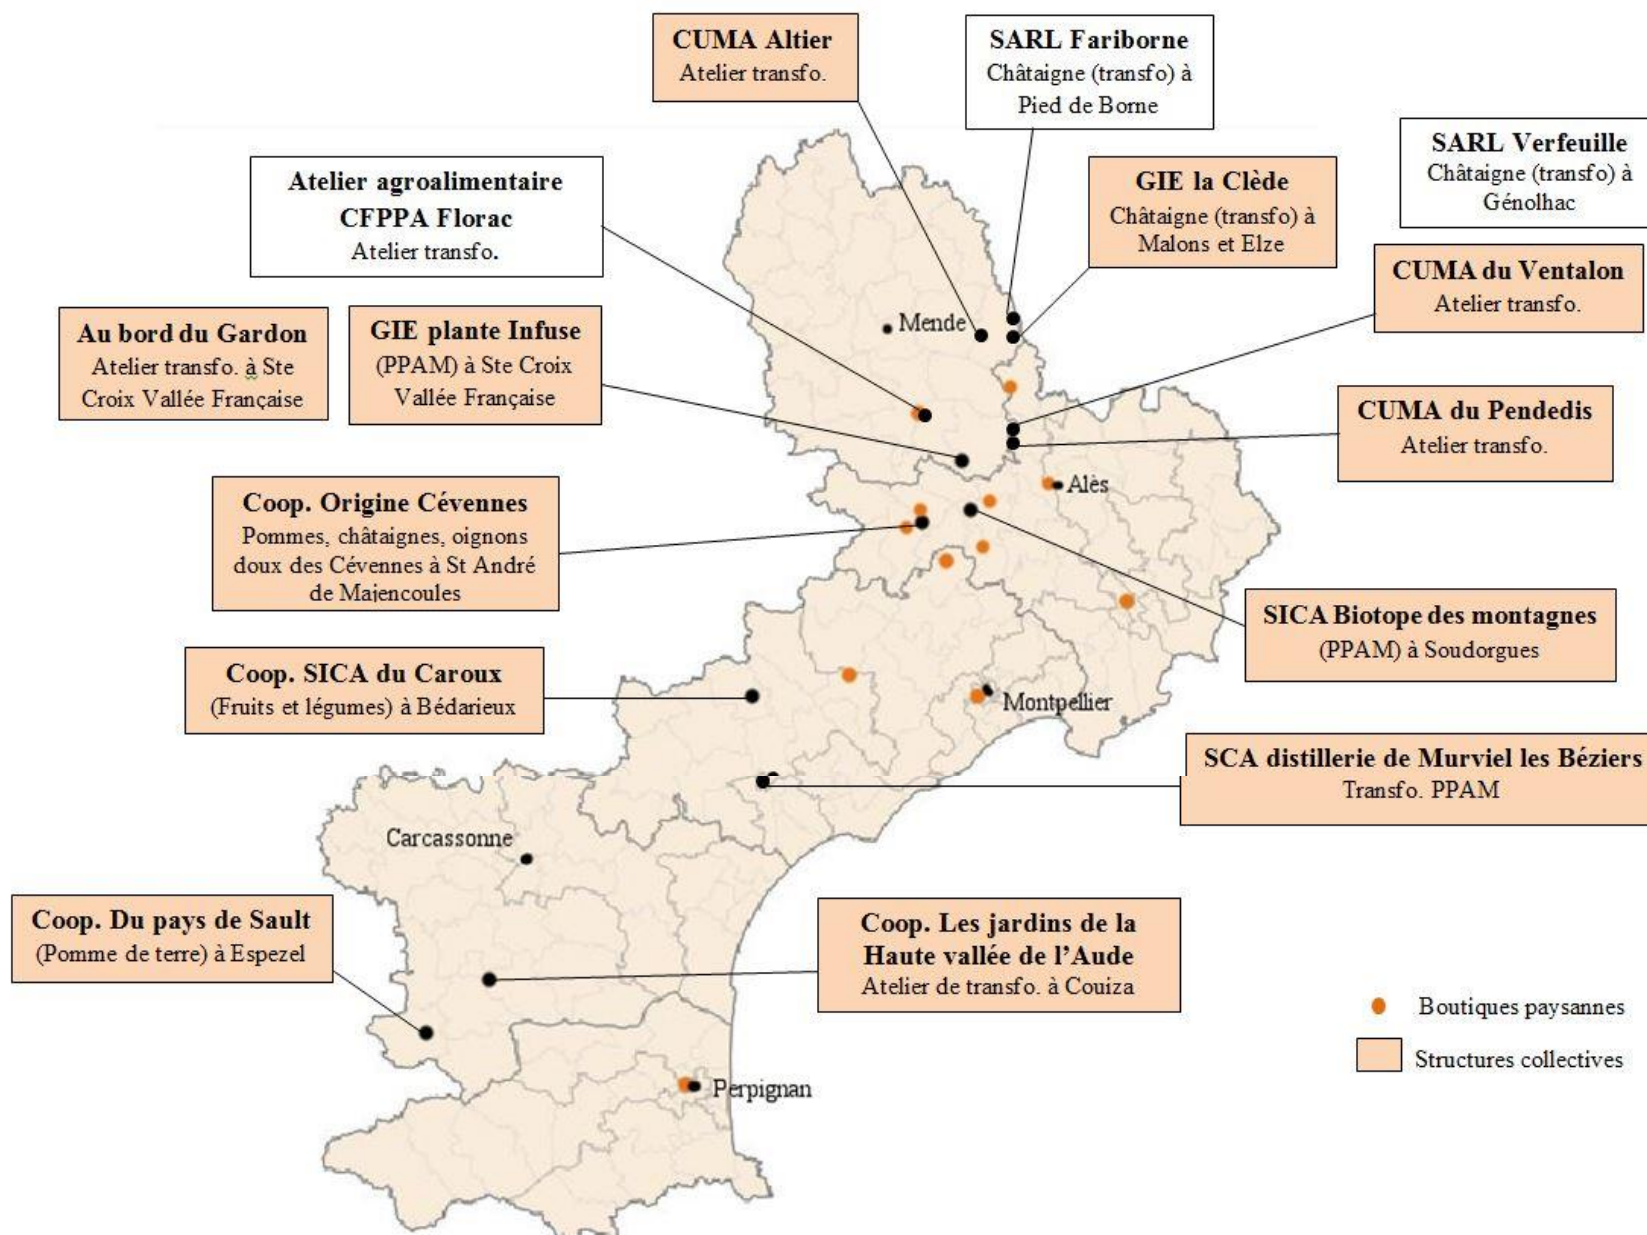 CUMA Altier
Atelier transfo.
SARL Fariborne
Châtaigne (transfo) à
Pied de Borne
SARL Verfeuille
Châtaigne (transfo) à
Génolhac
Atelier agroalimentaire
CFPPA Florac
Atelier transfo.
GIE la Clède
Châtaigne (transfo) à
Malons et Elze
CUMA du Ventalon
Atelier transfo.
Au bord du Gardon
Atelier transfo. à Ste
Croix Vallée Française
GIE plante Infuse
(PPAM) à Ste Croix
Vallée Française
Mende
CUMA du Pendedis
Atelier transfo.
Coop. Origine Cévennes
Pommes, châtaignes, oignons
doux des Cévennes à St André
de Majencoules
Alès
SICA Biotope des montagnes
(PPAM) à Soudorgues
Coop. SICA du Caroux
(Fruits et légumes) à Bédarieux
Montpellier
SCA distillerie de Murviel les Béziers
Transfo. PPAM
Carcassonne
Coop. Du pays de Sault
(Pomme de terre) à Espezel
Coop. Les jardins de la
Haute vallée de l’Aude
Atelier de transfo. à Couiza
Perpignan
Boutiques paysannes
Structures collectives